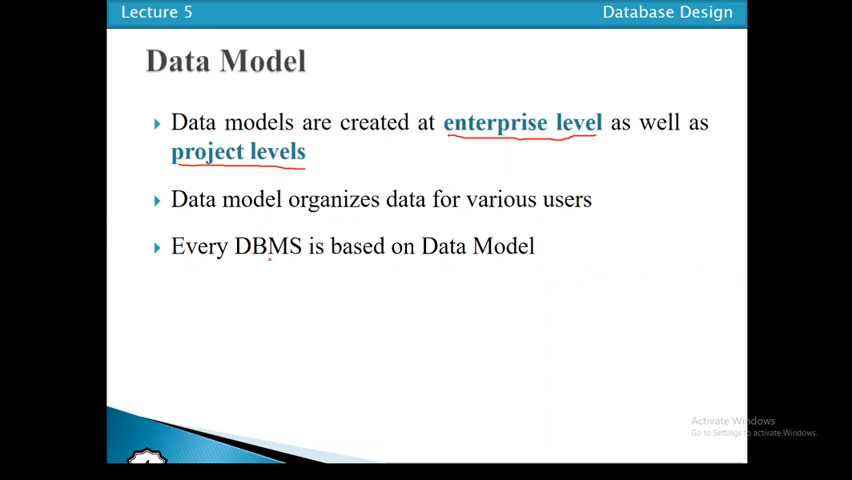 Lecture 5 Database Design
Data Model
Data models are created at enterprise level as well as
project levels
Data model organizes data for various users
Every DBMS is based on Data Model
Activate Windows
Go to Settings to activate Windows.